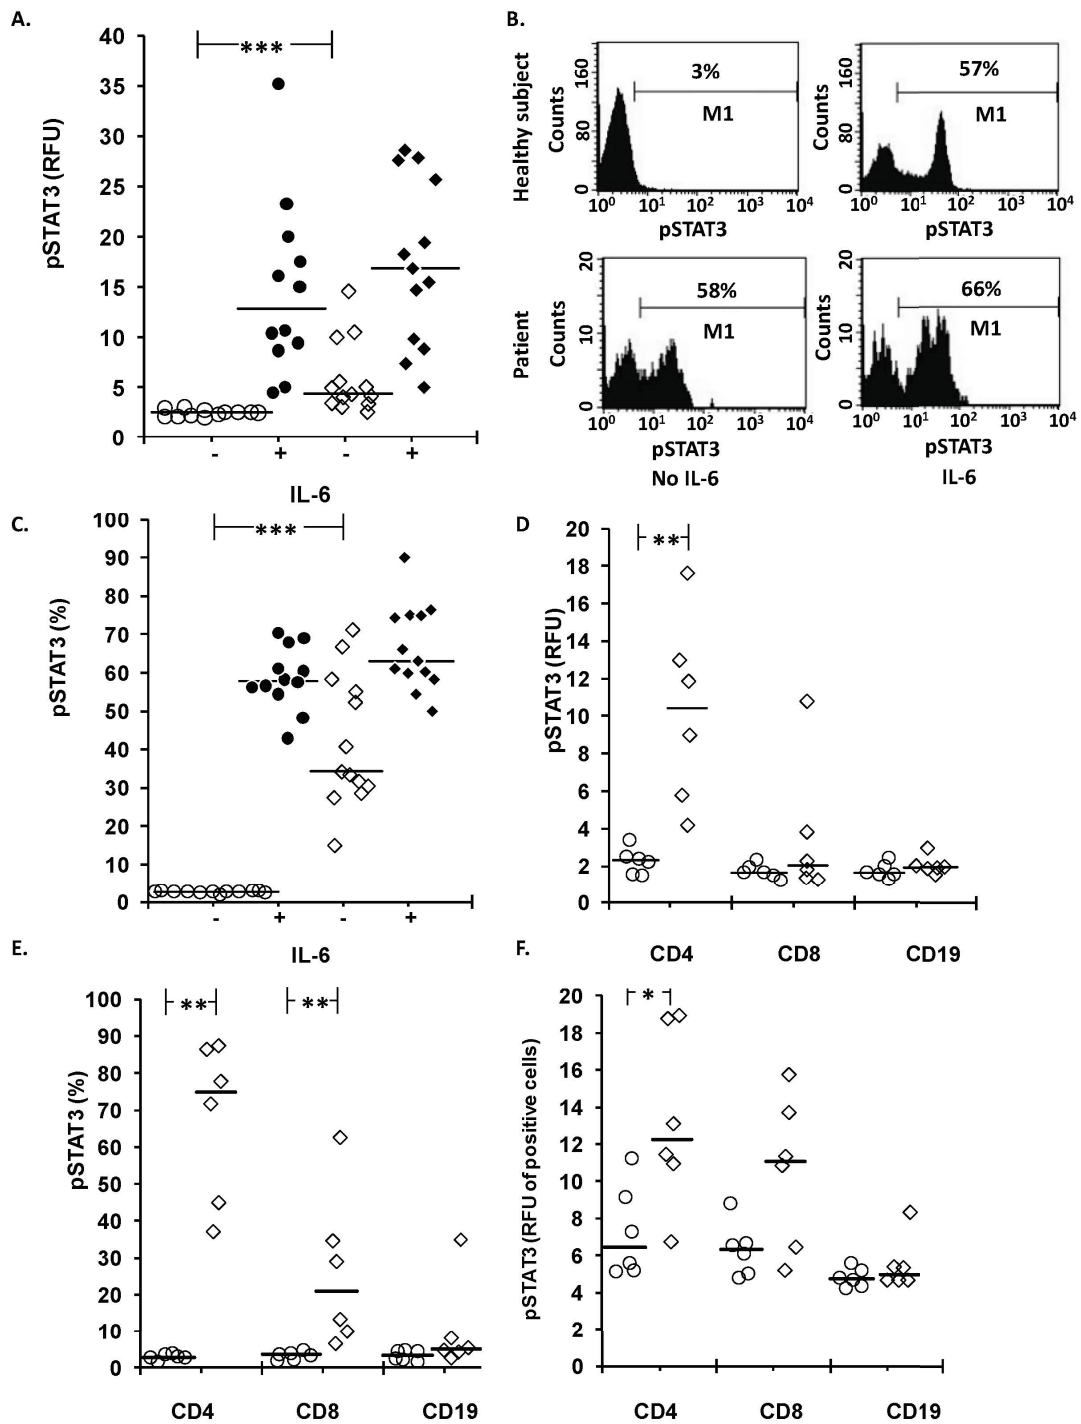 A.
***
40
35
30
25
20
15
10
5
0
pSTAT3 (RFU)
- + - +
IL-6
B.
Healthy subject
Counts
160
80
0
3%
M1
10^0 10^1 10^2 10^3 10^4
pSTAT3
Counts
160
80
0
57%
M1
10^0 10^1 10^2 10^3 10^4
pSTAT3
Patient
Counts
20
10
0
58%
M1
10^0 10^1 10^2 10^3 10^4
pSTAT3
No IL-6
Counts
20
10
0
66%
M1
10^0 10^1 10^2 10^3 10^4
pSTAT3
IL-6
C.
***
100
90
80
70
60
50
40
30
20
10
0
pSTAT3 (%)
- + - +
IL-6
D
**
20
18
16
14
12
10
8
6
4
2
0
pSTAT3 (RFU)
CD4 CD8 CD19
E.
** **
100
90
80
70
60
50
40
30
20
10
0
pSTAT3 (%)
CD4 CD8 CD19
F.
*
20
18
16
14
12
10
8
6
4
2
0
pSTAT3 (RFU of positive cells)
CD4 CD8 CD19